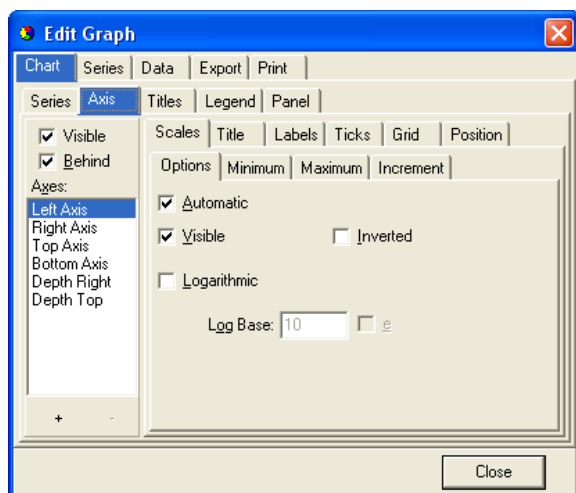 Edit Graph
Chart Series Data Export Print
Series Axis Titles Legend Panel
Visible
Behind
Axes:
Left Axis
Right Axis
Top Axis
Bottom Axis
Depth Right
Depth Top
+ -
Scales Title Labels Ticks Grid Position
Options Minimum Maximum Increment
Automatic
Visible Inverted
Logarithmic
Log Base: 10 e
Close